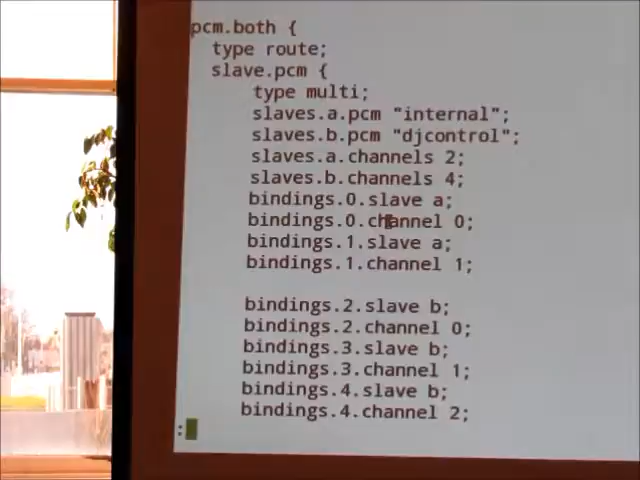 pcm.both {
type route;
slave.pcm {
type multi;
slaves.a.pcm "internal";
slaves.b.pcm "djcontrol";
slaves.a.channels 2;
slaves.b.channels 4;
bindings.0.slave a;
bindings.0.channel 0;
bindings.1.slave a;
bindings.1.channel 1;
bindings.2.slave b;
bindings.2.channel 0;
bindings.3.slave b;
bindings.3.channel 1;
bindings.4.slave b;
bindings.4.channel 2;
: